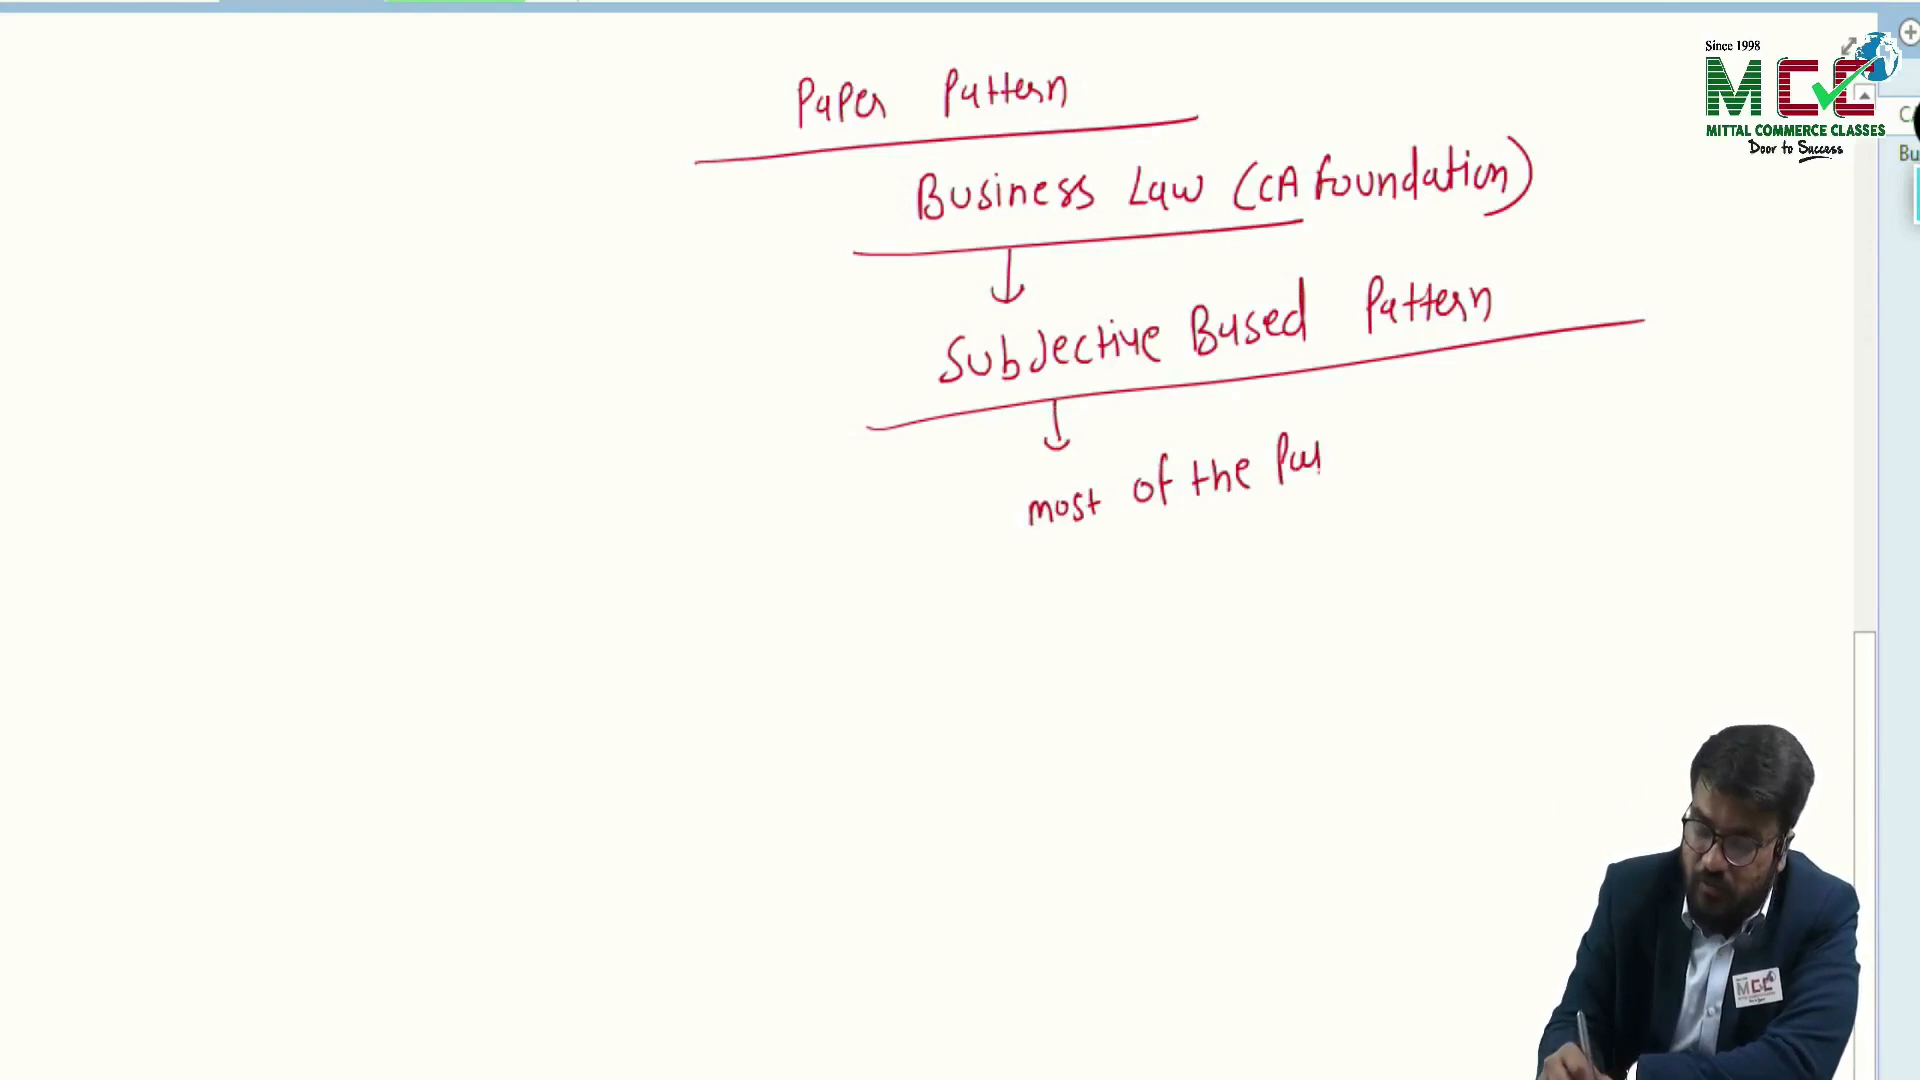 Since 1998
MCC
MITTAL COMMERCE CLASSES
Door to Success
Paper Pattern
Business Law (CA foundation)
Subjective Based Pattern
most of the